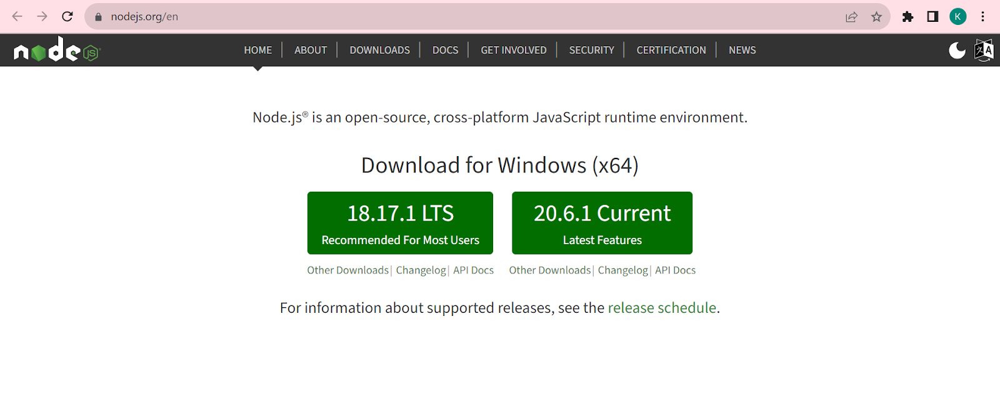 nodejs.org/en
K
node JS
HOME | ABOUT | DOWNLOADS | DOCS | GET INVOLVED | SECURITY | CERTIFICATION | NEWS
Node.js® is an open-source, cross-platform JavaScript runtime environment.
Download for Windows (x64)
18.17.1 LTS
Recommended For Most Users
20.6.1 Current
Latest Features
Other Downloads | Changelog | API Docs
Other Downloads | Changelog | API Docs
For information about supported releases, see the release schedule.